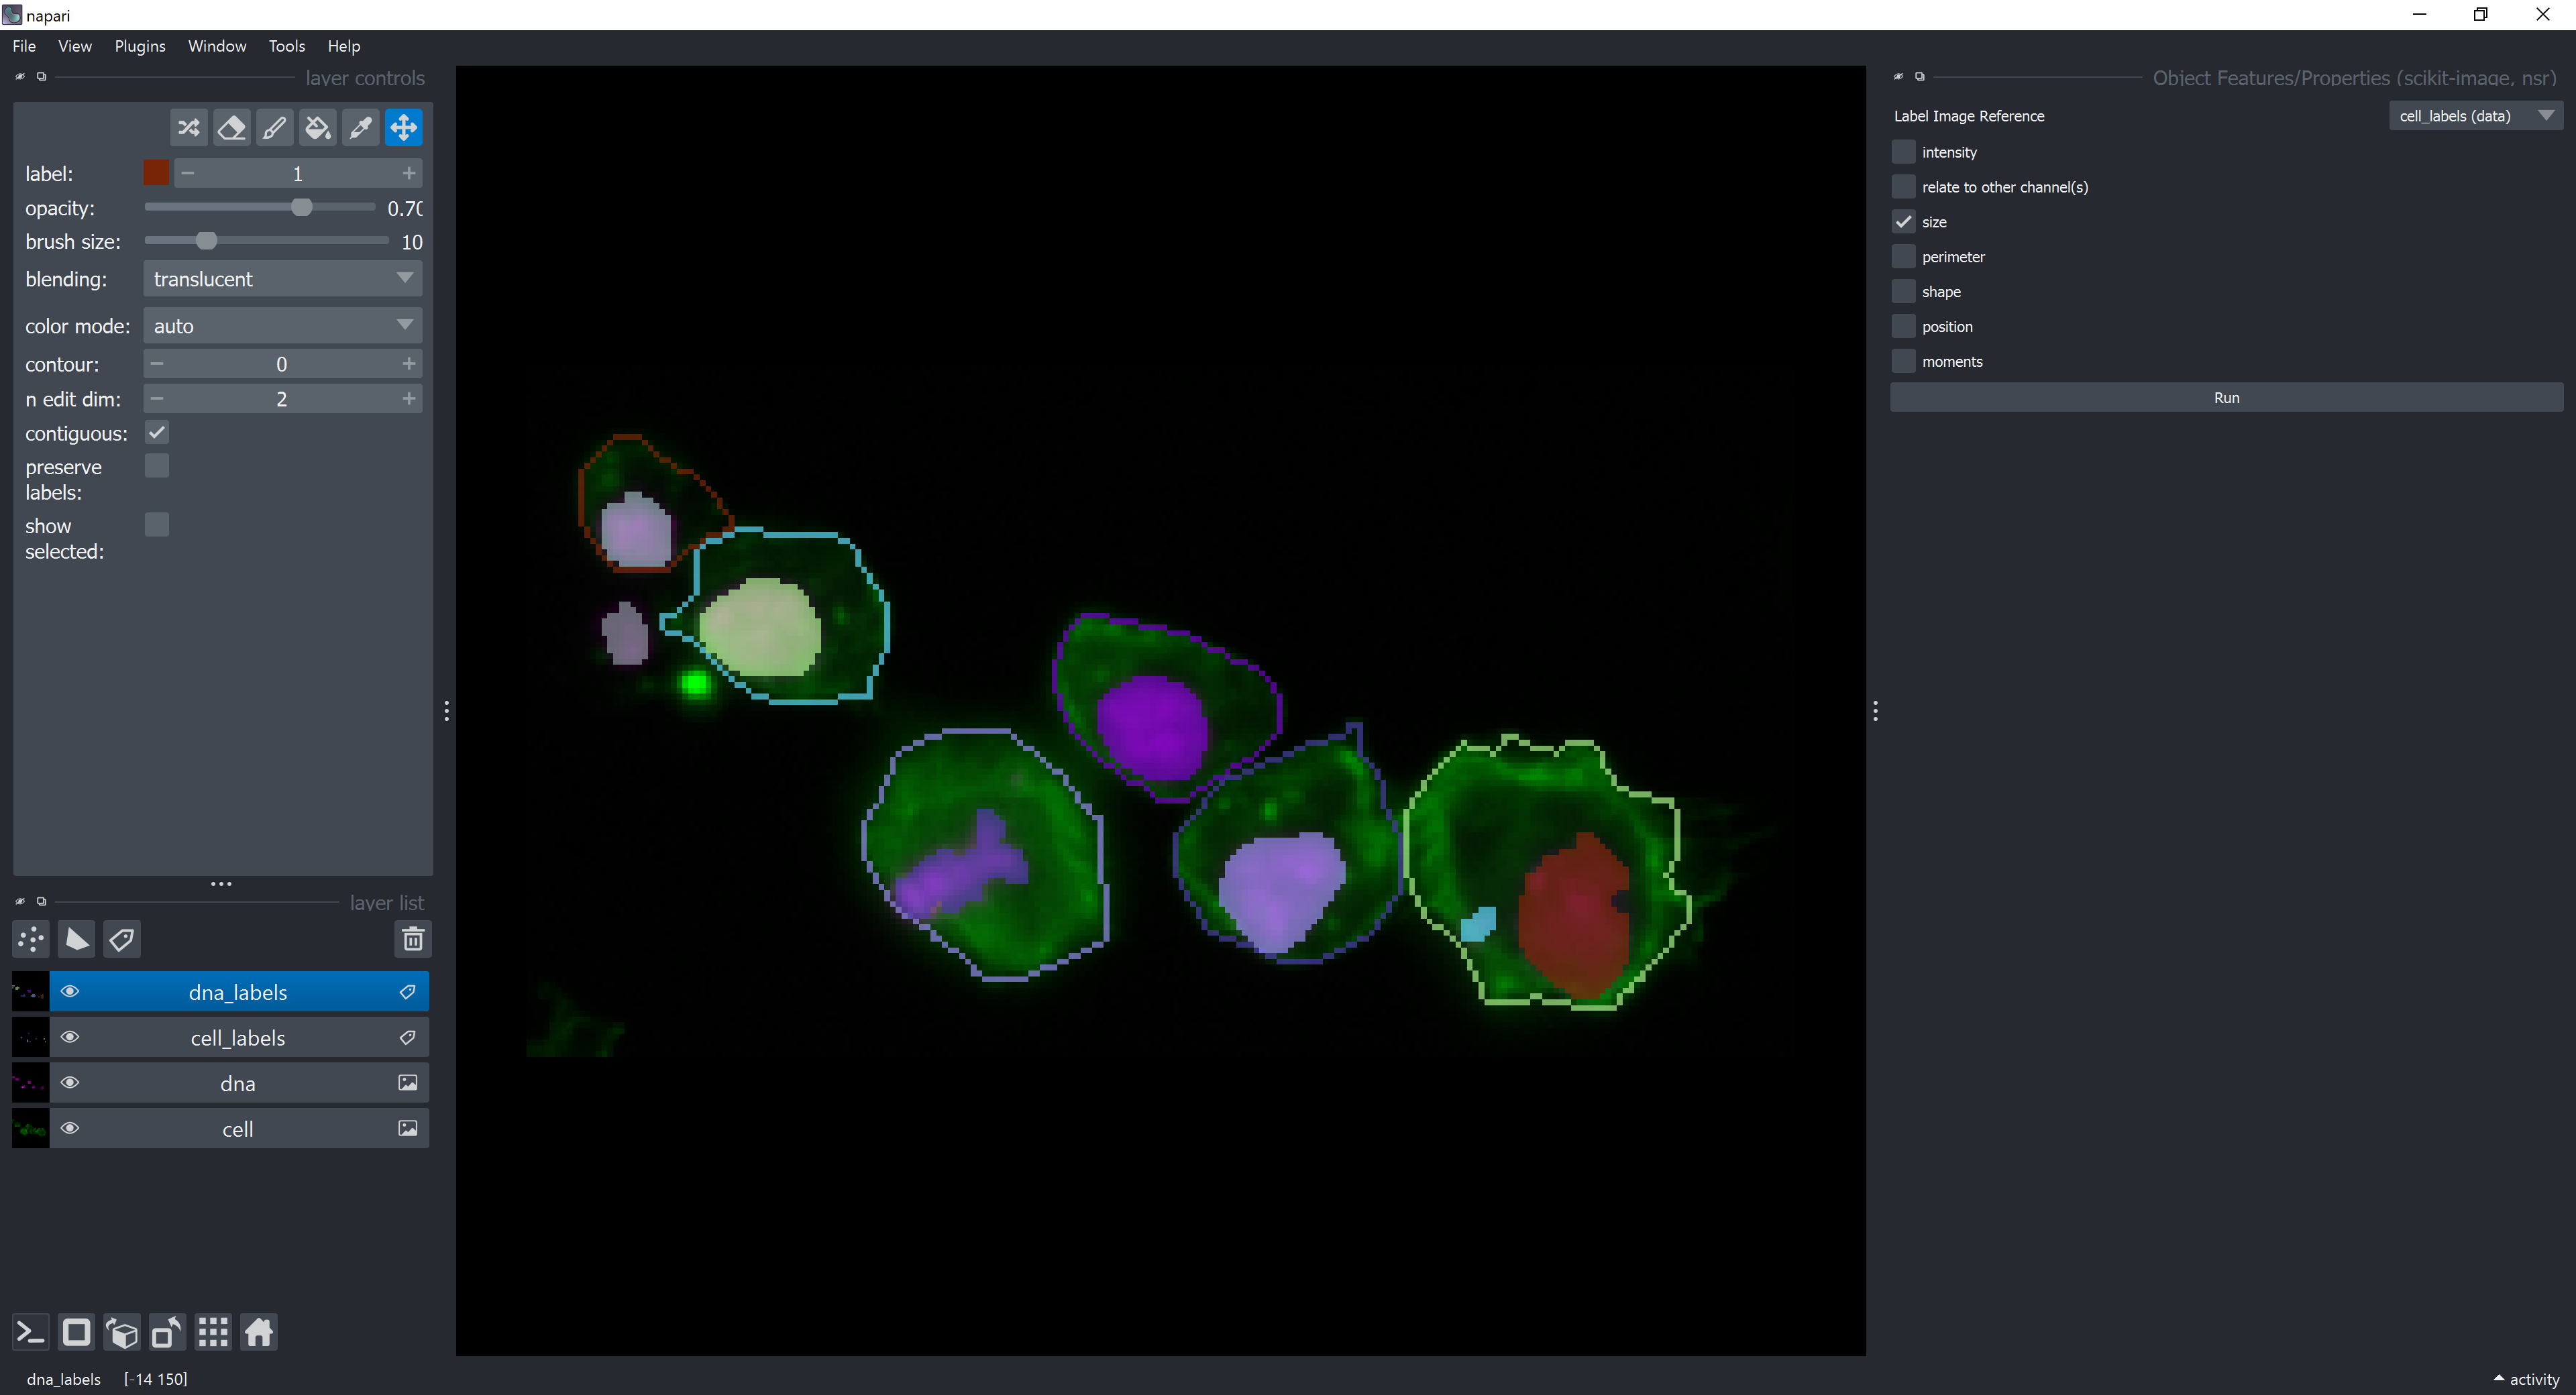 napari
File View Plugins Window Tools Help
layer controls
label: 1
opacity: 0.70
brush size: 10
blending: translucent
color mode: auto
contour: 0
n edit dim: 2
contiguous:
preserve
labels:
show
selected:
layer list
dna_labels
cell_labels
dna
cell
dna_labels [-14 150]
Object Features/Properties (scikit-image, nsr)
Label Image Reference cell_labels (data)
intensity
relate to other channel(s)
size
perimeter
shape
position
moments
Run
activity